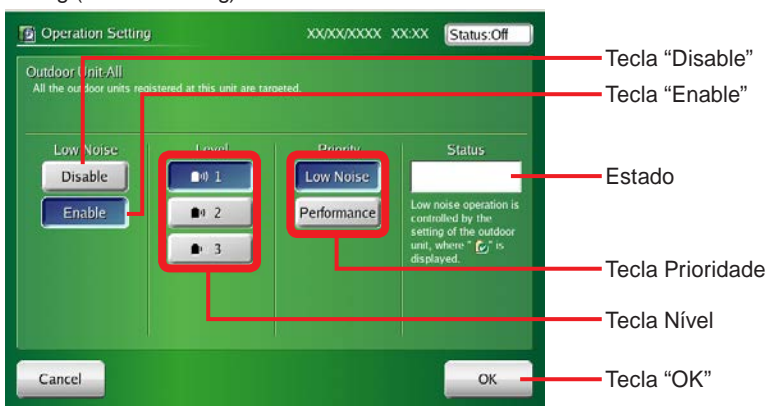 Operation Setting XX/XX/XXXX XX:XX Status:Off
Outdoor Unit-All
All the outdoor units registered at this unit are targeted.
Low Noise Level Priority Status
Disable 1 Low Noise
Enable 2 Performance
3
Low noise operation is
controlled by the
setting of the outdoor
unit, where " " is
displayed.
Cancel OK
Tecla “Disable”
Tecla “Enable”
Estado
Tecla Prioridade
Tecla Nível
Tecla “OK”